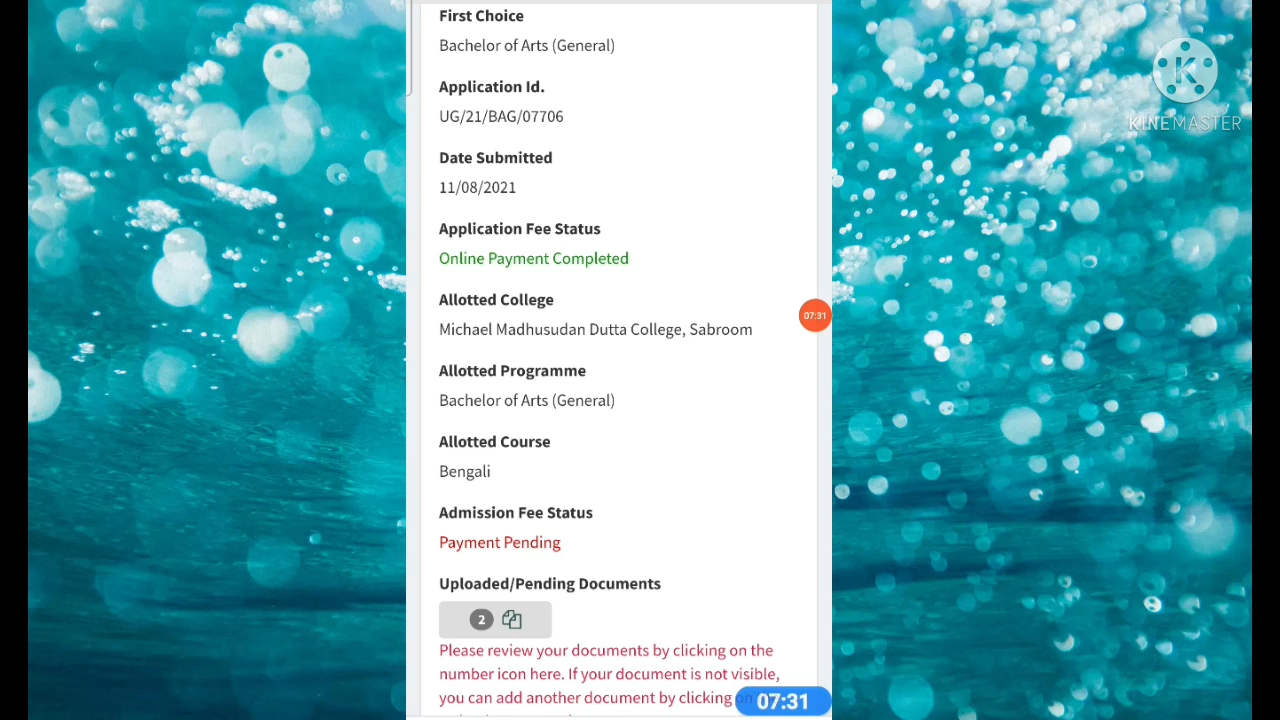 First Choice
Bachelor of Arts (General)
Application Id.
UG/21/BAG/07706
Date Submitted
11/08/2021
Application Fee Status
Online Payment Completed
Allotted College
Michael Madhusudan Dutta College, Sabroom
Allotted Programme
Bachelor of Arts (General)
Allotted Course
Bengali
Admission Fee Status
Payment Pending
Uploaded/Pending Documents
2
Please review your documents by clicking on the
number icon here. If your document is not visible,
you can add another document by clicking on
07:31
07:31
K
KINEMASTER